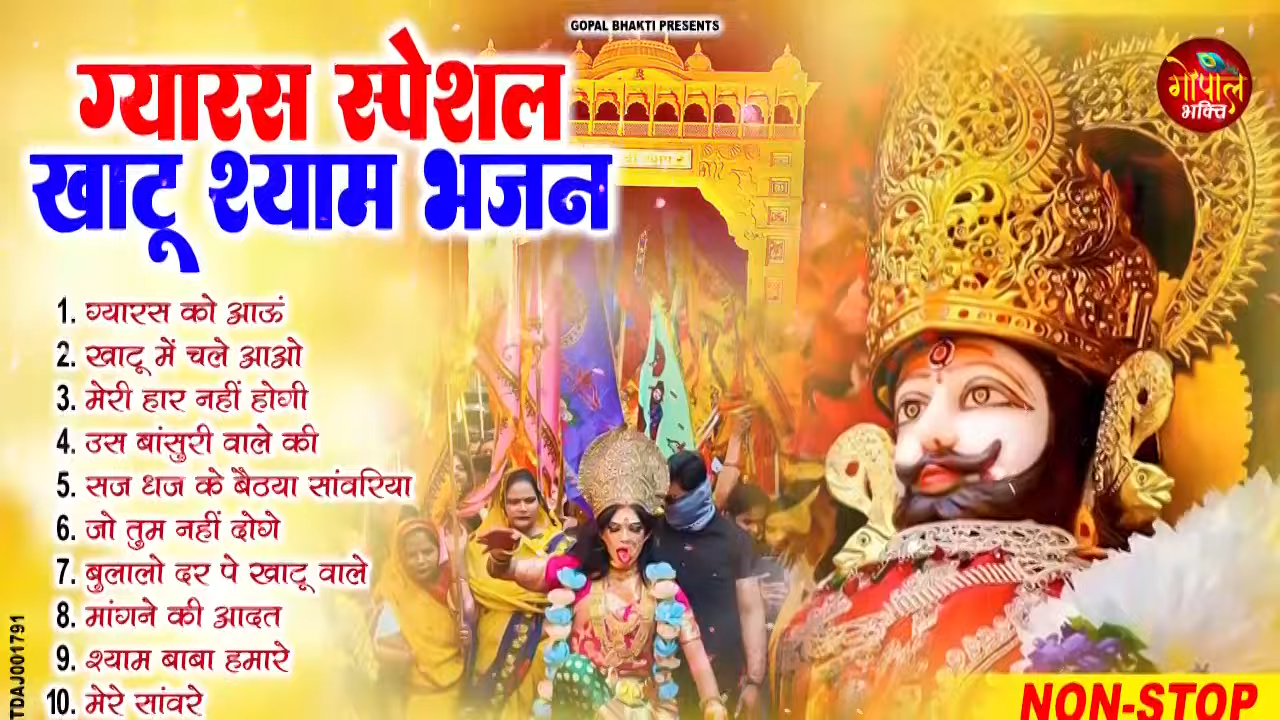 GOPAL BHAKTI PRESENTS
गोपाल
भक्ति
ग्यारस स्पेशल
खाटू श्याम भजन
1. ग्यारस को आऊं
2. खाटू में चले आओ
3. मेरी हार नहीं होगी
4. उस बांसुरी वाले की
5. सज धज के बैठया सांवरिया
6. जो तुम नहीं दोगे
7. बुलालो दर पे खाटू वाले
8. मांगने की आदत
9. श्याम बाबा हमारे
10. मेरे सांवरे
TDAJ001791
NON-STOP